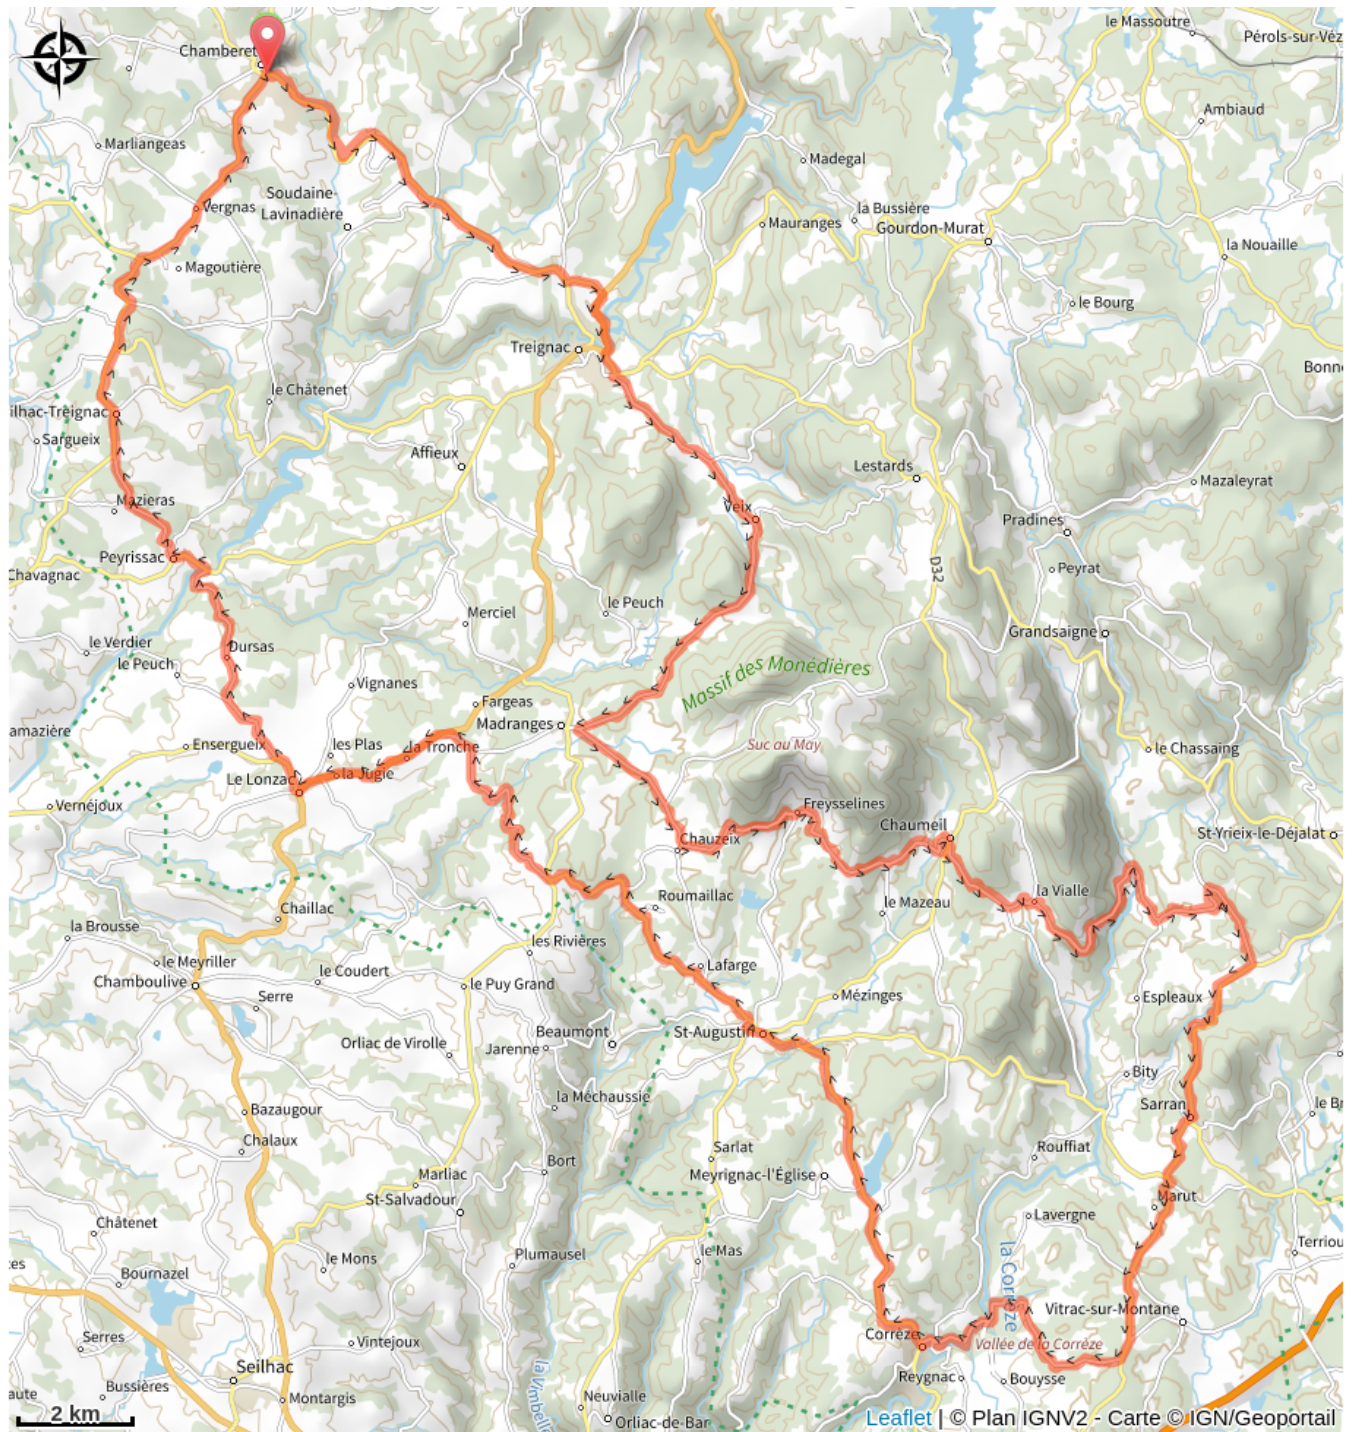 le Massoutre
Pérols-sur-Véz
Chamberet
Ambiaud
Marliangeas
Madegal
Soudaine-
Lavinadière
Vergnas
la Bussière
Mauranges
Gourdon-Murat
la Nouaille
Magoutière
le Bourg
Treignac
Bonne
le Châtenet
ilhac-Treignac
Sargueix
Affieux
Lestards
Mazaleyrat
Mazieras
Veix
Pradines
Peyrissac
D32
Peyrat
Chavagnac
le Peuch
Merciel
Grandsaigne
le Verdier
Dursas
le Peuch
Massif des Monédières
Vignanes
Fargeas
Madranges
amazière
Ensergueix
les Plas
la Tronche
Suc au May
le Chassaing
Le Lonzac
la Jugie
Vernéjoux
Freysselines
Chaumeil
St-Yrieix-le-Déjalat
Chauzeix
la Vialle
Roumaillac
le Mazeau
Chaillac
la Brousse
les Rivières
le Meyriller
le Coudert
Lafarge
Chamboulive
Serre
le Puy Grand
Mézinges
Espleaux
Beaumont
St-Augustin
Orliac de Virolle
Jarenne
Bity
la Méchaussie
Sarran
le Br
Bazaugour
Chalaux
Sarlat
Rouffiat
Bort
Meyrignac-l'Église
Marliac
St-Salvadour
Marut
Lavergne
Châtenet
le Mons
Plumausel
le Mas
la Corrèze
Terriou
tes
Bournazel
Vitrac-sur-Montane
Serres
Vintejoux
Corrèze
Vallée de la Corrèze
Seilhac
Reygnac
Bouysse
aute
Bussières
Montargis
Neuvialle
Orliac-de-Bar
2 km
Leaflet | © Plan IGNV2 - Carte © IGN/Geoportail